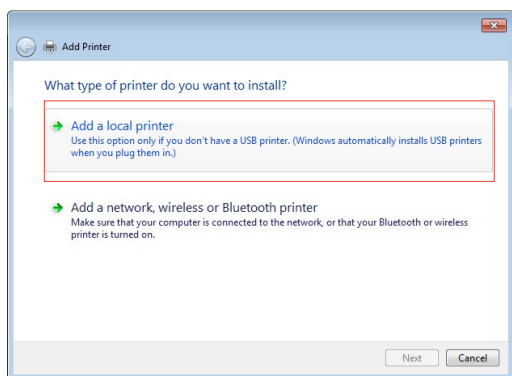 Add Printer
What type of printer do you want to install?
Add a local printer
Use this option only if you don't have a USB printer. (Windows automatically installs USB printers
when you plug them in.)
Add a network, wireless or Bluetooth printer
Make sure that your computer is connected to the network, or that your Bluetooth or wireless
printer is turned on.
Next Cancel